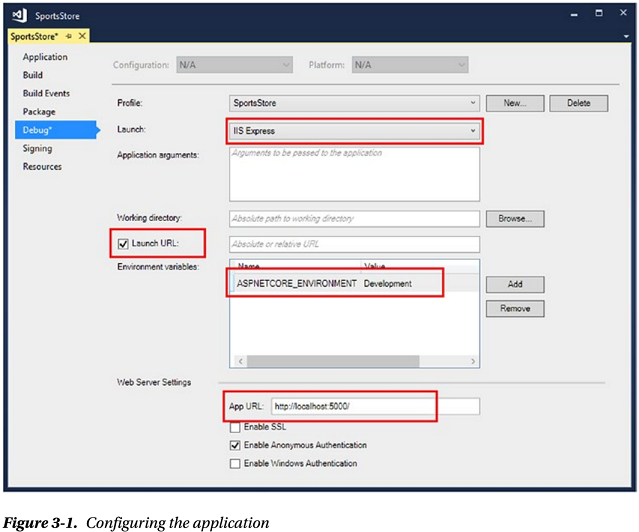 SportsStore
SportsStore*
Application
Build
Build Events
Package
Debug*
Signing
Resources
Configuration: N/A Platform: N/A
Profile: SportsStore New... Delete
Launch: IIS Express
Application arguments: Arguments to be passed to the application
Working directory: Absolute path to working directory Browse...
Launch URL: Absolute or relative URL
Environment variables: Name Value
ASPNETCORE_ENVIRONMENT Development Add
Remove
Web Server Settings
App URL: http://localhost:5000/
Enable SSL
Enable Anonymous Authentication
Enable Windows Authentication
Figure 3-1. Configuring the application